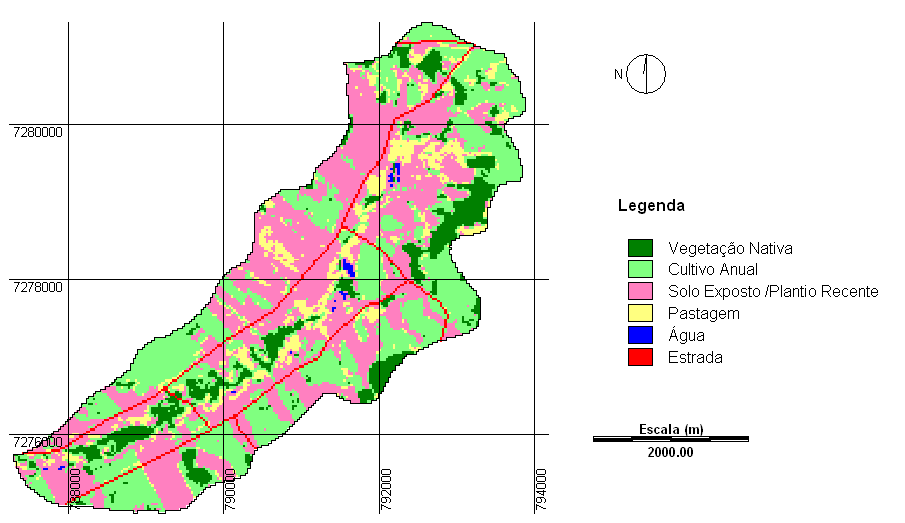 N
7280000
Legenda
Vegetação Nativa
Cultivo Anual
7278000
Solo Exposto /Plantio Recente
Pastagem
Água
Estrada
Escala (m)
7276000
2000.00
788000
790000
792000
794000